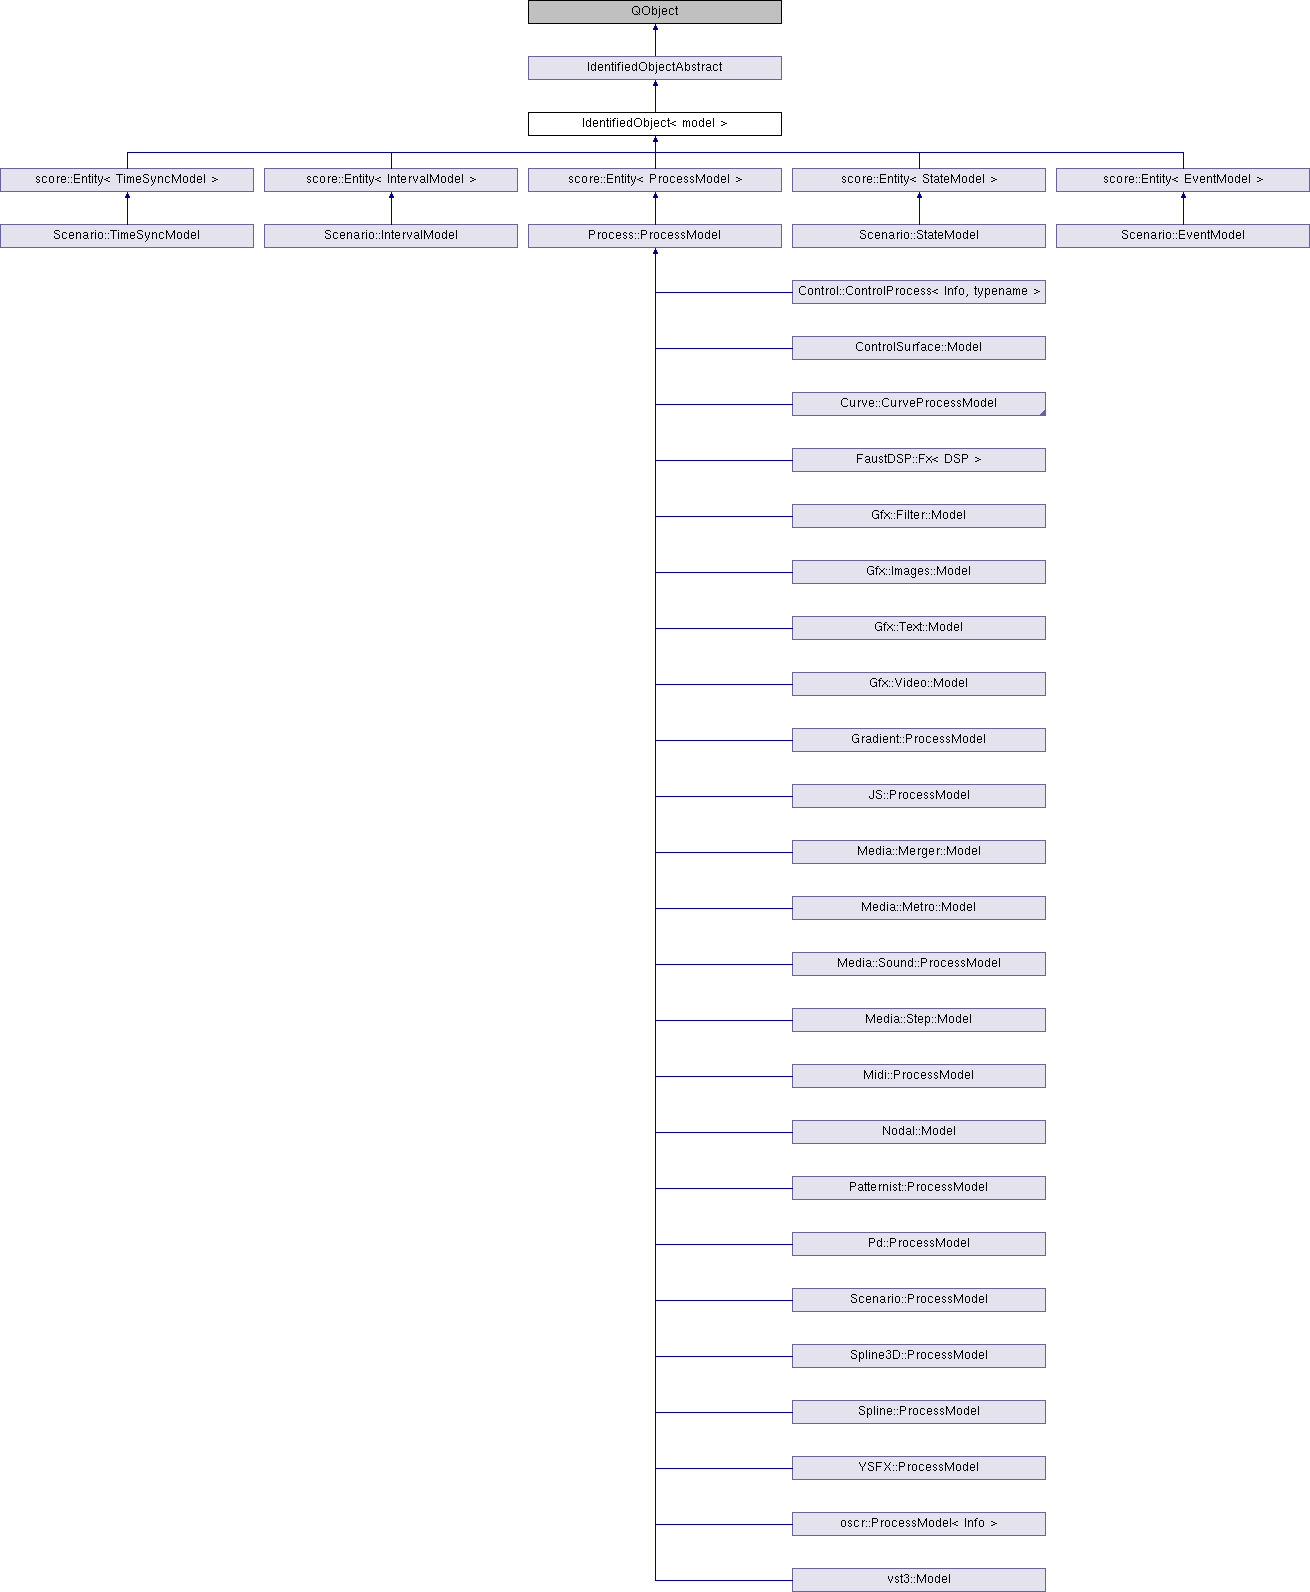 QObject
IdentifiedObjectAbstract
IdentifiedObject< model >
score::Entity< TimeSyncModel >
score::Entity< IntervalModel >
score::Entity< ProcessModel >
score::Entity< StateModel >
score::Entity< EventModel >
Scenario::TimeSyncModel
Scenario::IntervalModel
Process::ProcessModel
Scenario::StateModel
Scenario::EventModel
Control::ControlProcess< Info, typename >
ControlSurface::Model
Curve::CurveProcessModel
FaustDSP::Fx< DSP >
Gfx::Filter::Model
Gfx::Images::Model
Gfx::Text::Model
Gfx::Video::Model
Gradient::ProcessModel
JS::ProcessModel
Media::Merger::Model
Media::Metro::Model
Media::Sound::ProcessModel
Media::Step::Model
Midi::ProcessModel
Nodal::Model
Patternist::ProcessModel
Pd::ProcessModel
Scenario::ProcessModel
Spline3D::ProcessModel
Spline::ProcessModel
YSFX::ProcessModel
oscr::ProcessModel< Info >
vst3::Model